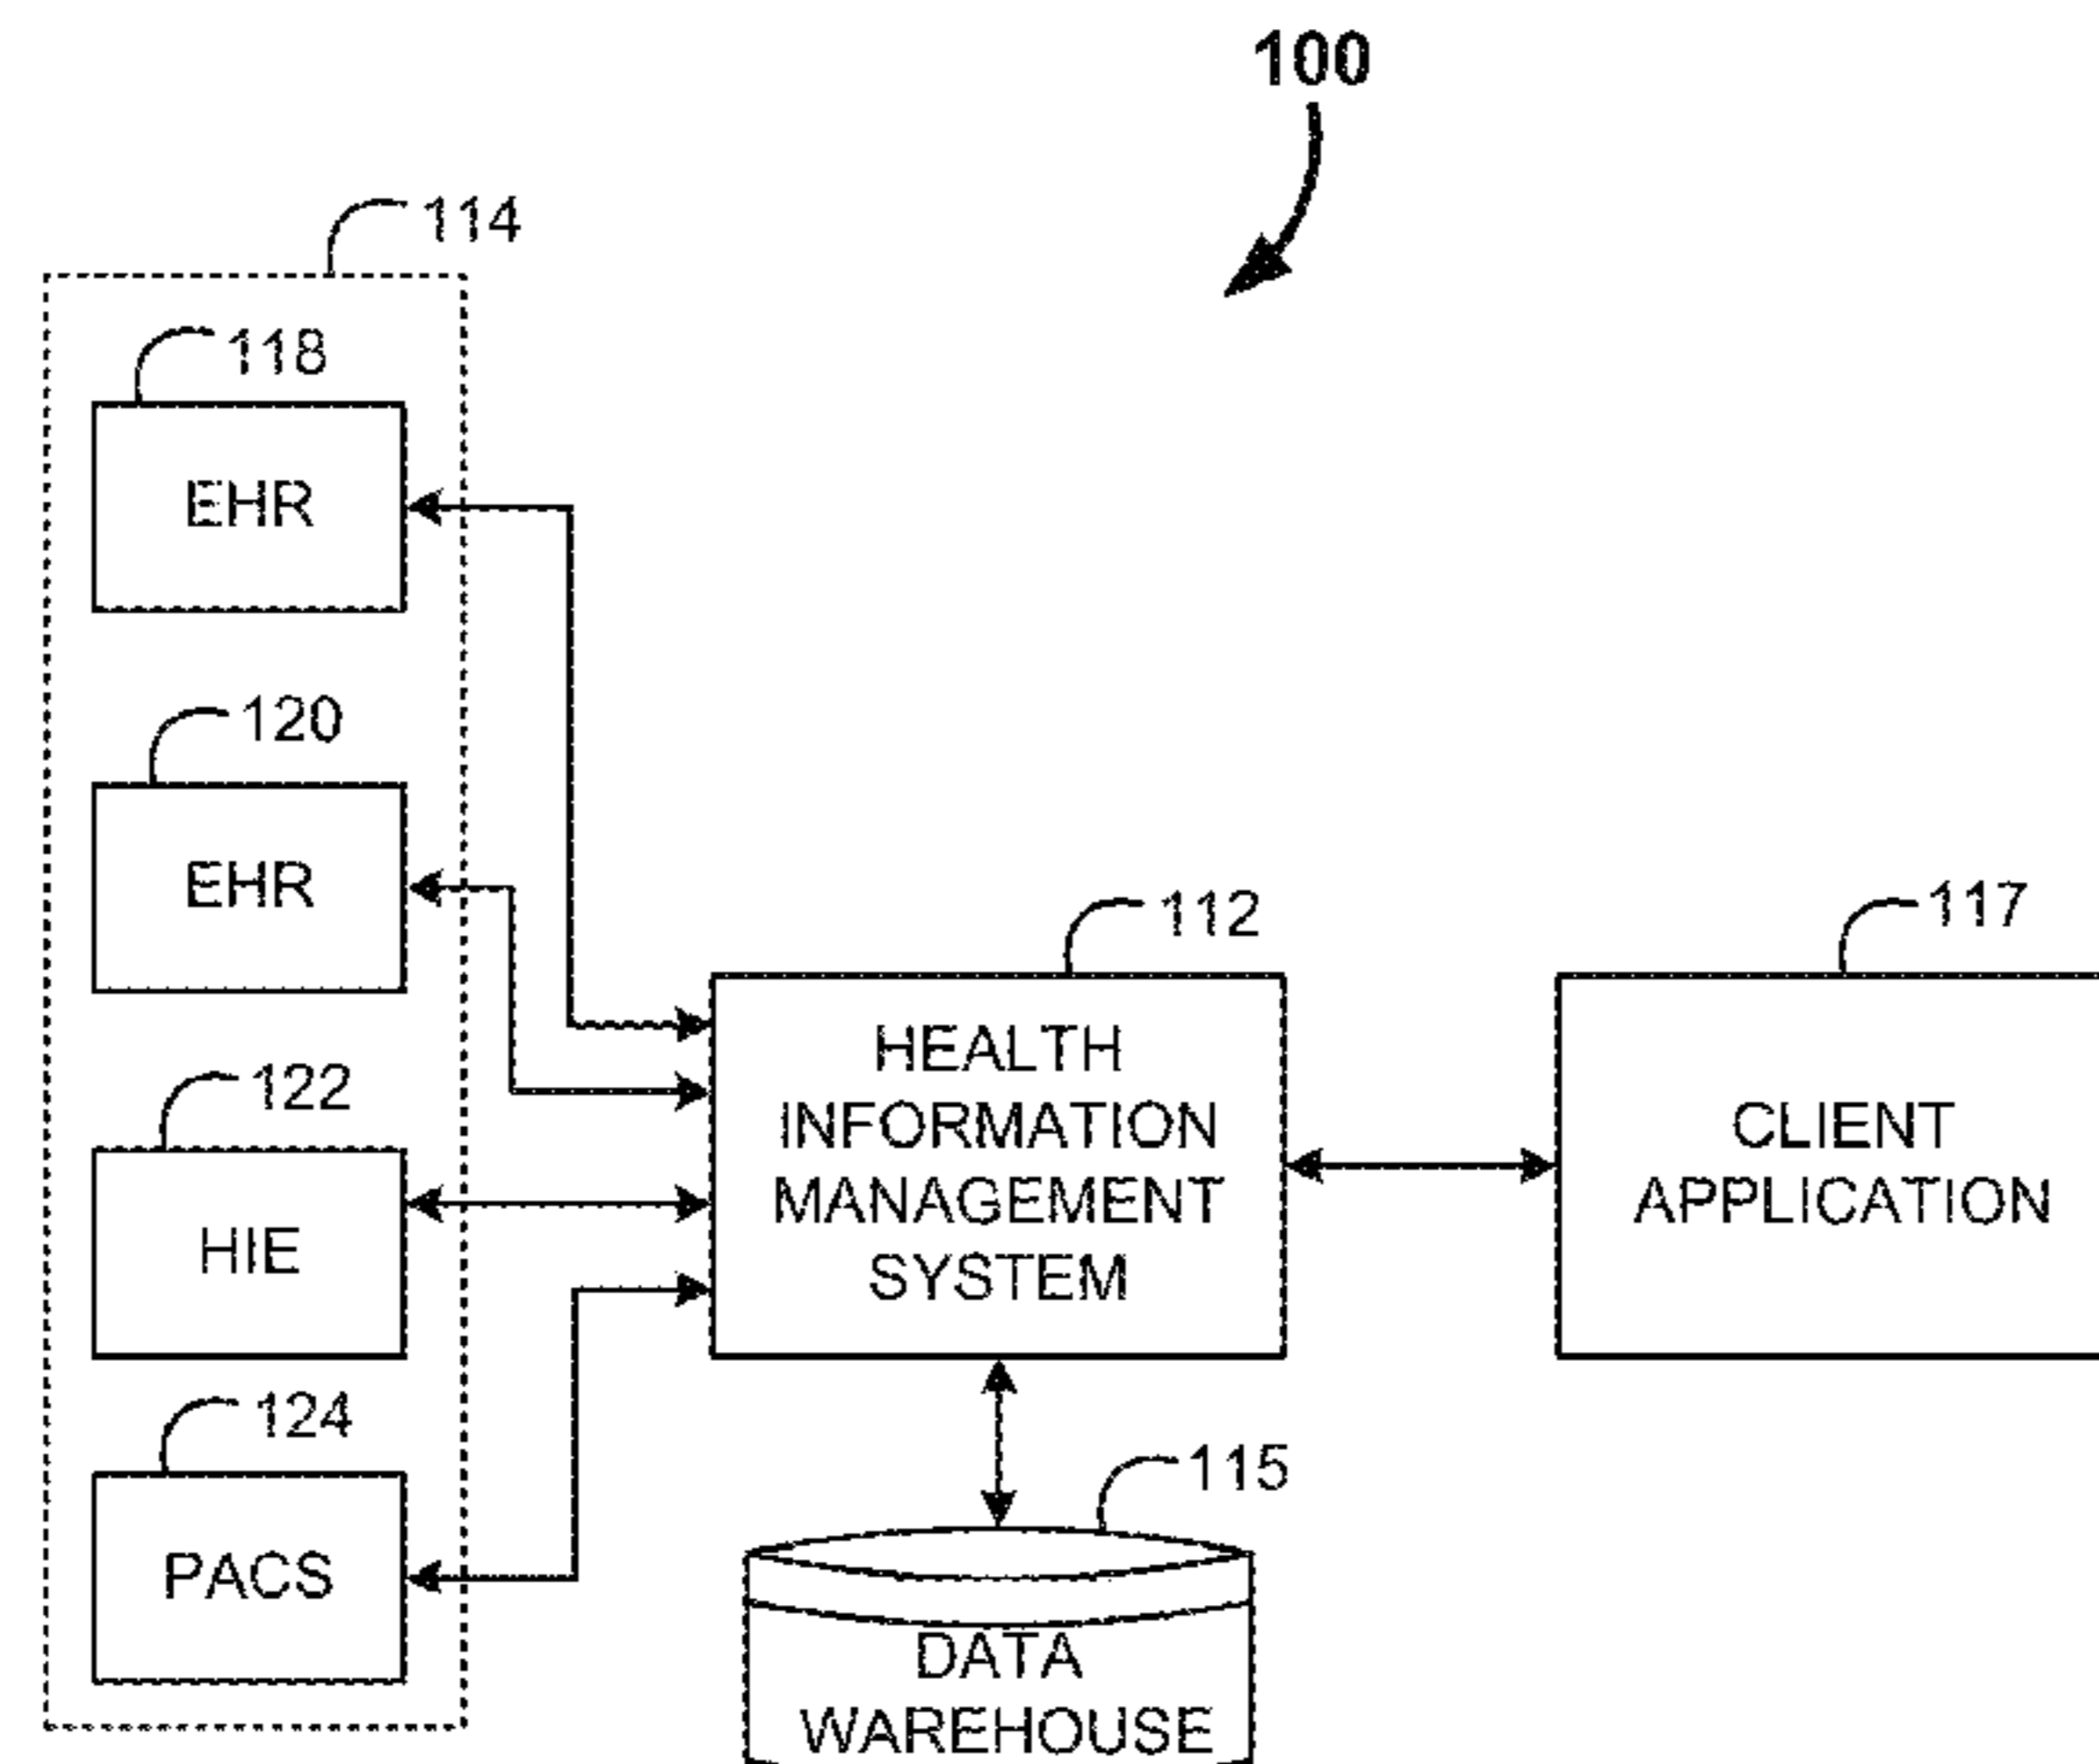 100
114
118
EHR
120
EHR
112
117
HEALTH
INFORMATION
MANAGEMENT
SYSTEM
CLIENT
APPLICATION
122
HIE
124
PACS
115
DATA
WAREHOUSE